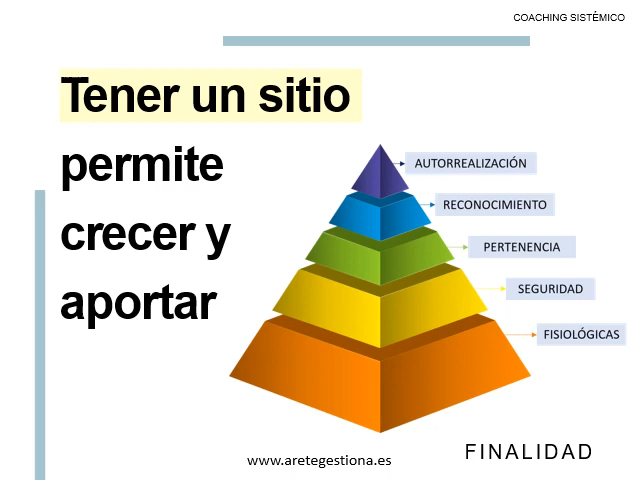 COACHING SISTÉMICO
Tener un sitio
permite
crecer y
aportar
AUTORREALIZACIÓN
RECONOCIMIENTO
PERTENENCIA
SEGURIDAD
FISIOLÓGICAS
www.aretegestiona.es
FINALIDAD